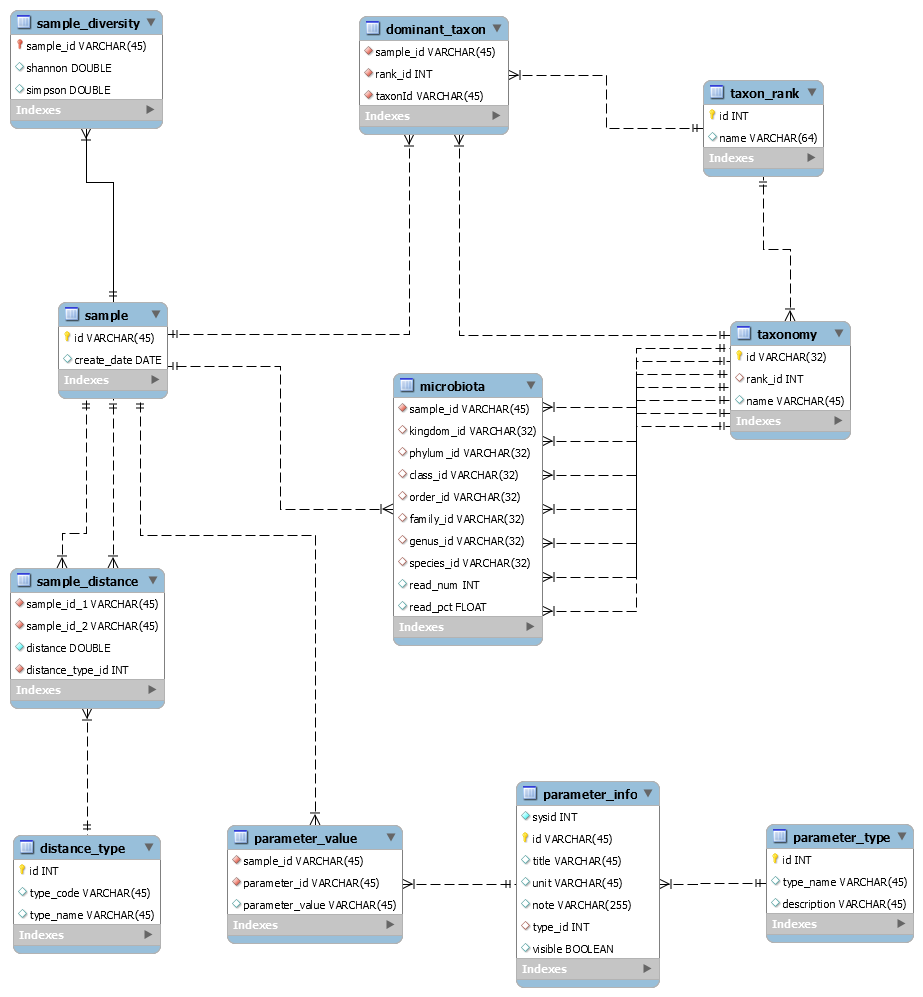 sample_diversity
sample_id VARCHAR(45)
shannon DOUBLE
simpson DOUBLE
Indexes
dominant_taxon
sample_id VARCHAR(45)
rank_id INT
taxonId VARCHAR(45)
Indexes
taxon_rank
id INT
name VARCHAR(64)
Indexes
sample
id VARCHAR(45)
create_date DATE
Indexes
taxonomy
id VARCHAR(32)
rank_id INT
name VARCHAR(45)
Indexes
microbiota
sample_id VARCHAR(45)
kingdom_id VARCHAR(32)
phylum_id VARCHAR(32)
class_id VARCHAR(32)
order_id VARCHAR(32)
family_id VARCHAR(32)
genus_id VARCHAR(32)
species_id VARCHAR(32)
read_num INT
read_pct FLOAT
Indexes
sample_distance
sample_id_1 VARCHAR(45)
sample_id_2 VARCHAR(45)
distance DOUBLE
distance_type_id INT
Indexes
distance_type
id INT
type_code VARCHAR(45)
type_name VARCHAR(45)
Indexes
parameter_value
sample_id VARCHAR(45)
parameter_id VARCHAR(45)
parameter_value VARCHAR(45)
Indexes
parameter_info
sysid INT
id VARCHAR(45)
title VARCHAR(45)
unit VARCHAR(45)
note VARCHAR(255)
type_id INT
visible BOOLEAN
Indexes
parameter_type
id INT
type_name VARCHAR(45)
description VARCHAR(45)
Indexes